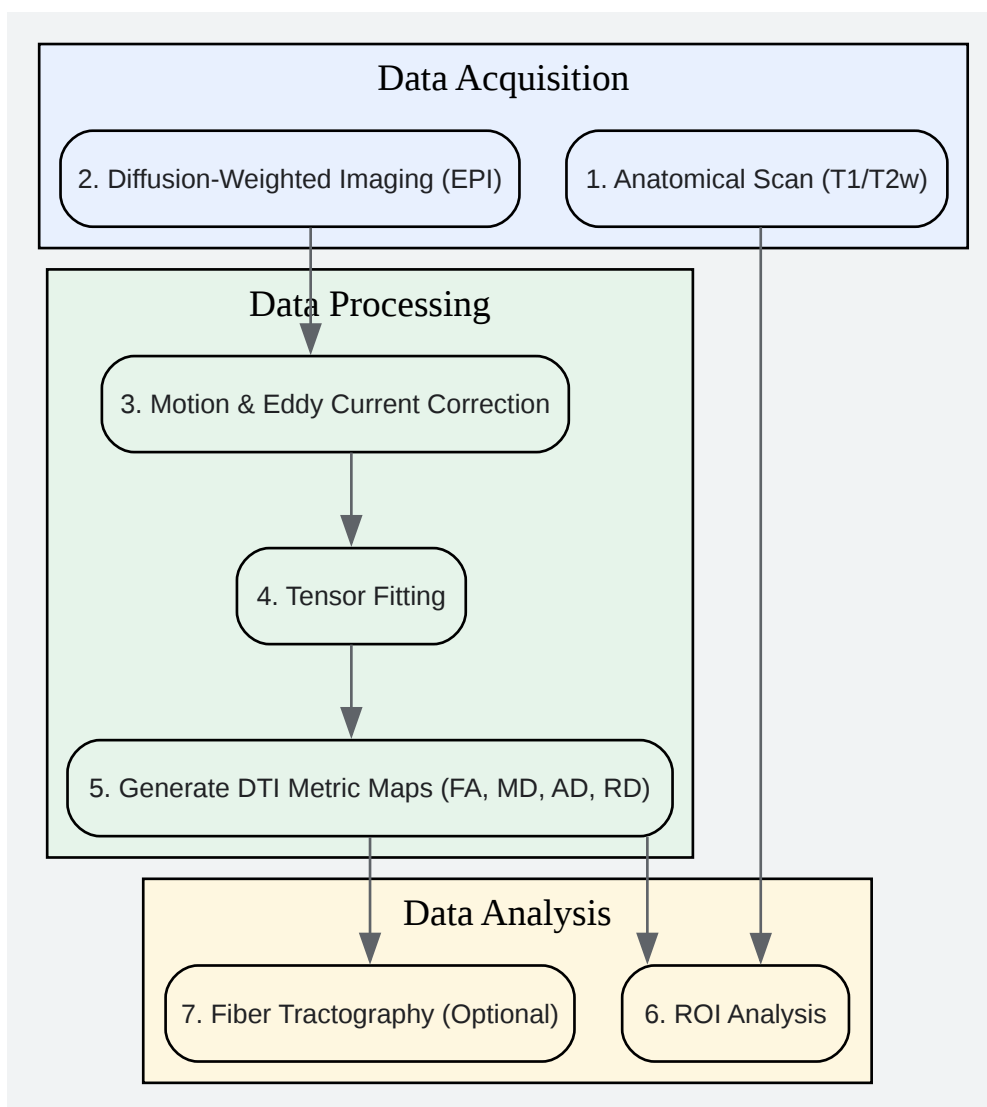 Data Acquisition
2. Diffusion-Weighted Imaging (EPI)
1. Anatomical Scan (T1/T2w)
Data Processing
3. Motion & Eddy Current Correction
4. Tensor Fitting
5. Generate DTI Metric Maps (FA, MD, AD, RD)
Data Analysis
7. Fiber Tractography (Optional)
6. ROI Analysis